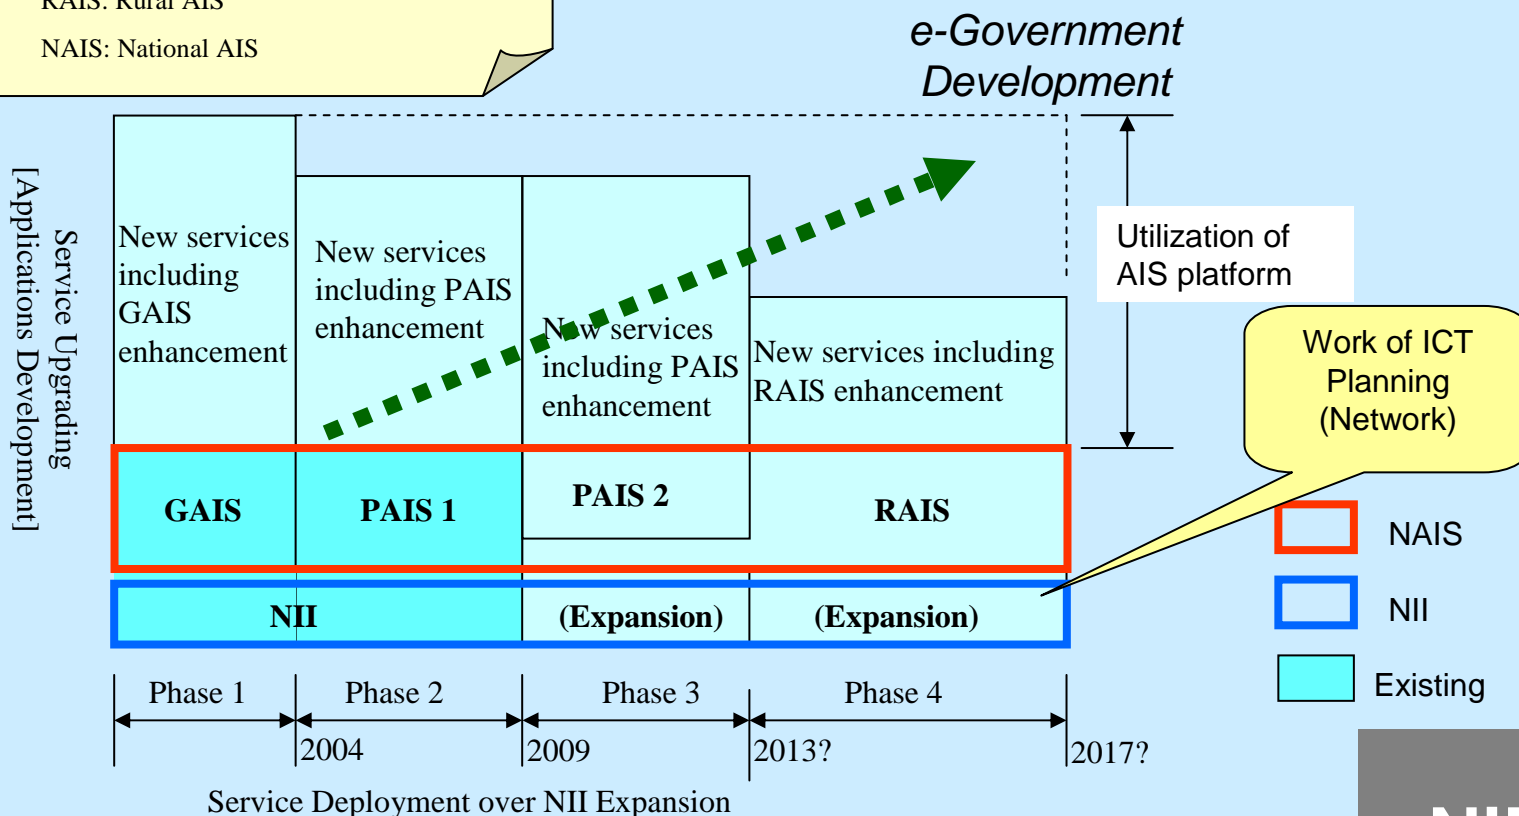 RAIS: Rural AIS
NAIS: National AIS
e-Government
Development
Service Upgrading
[Applications Development]
New services
including
GAIS
enhancement
New services
including PAIS
enhancement
New services
including PAIS
enhancement
New services including
RAIS enhancement
Utilization of
AIS platform
Work of ICT
Planning
(Network)
GAIS
PAIS 1
PAIS 2
RAIS
NII
(Expansion)
(Expansion)
NAIS
NII
Existing
Phase 1
Phase 2
Phase 3
Phase 4
2004
2009
2013?
2017?
Service Deployment over NII Expansion